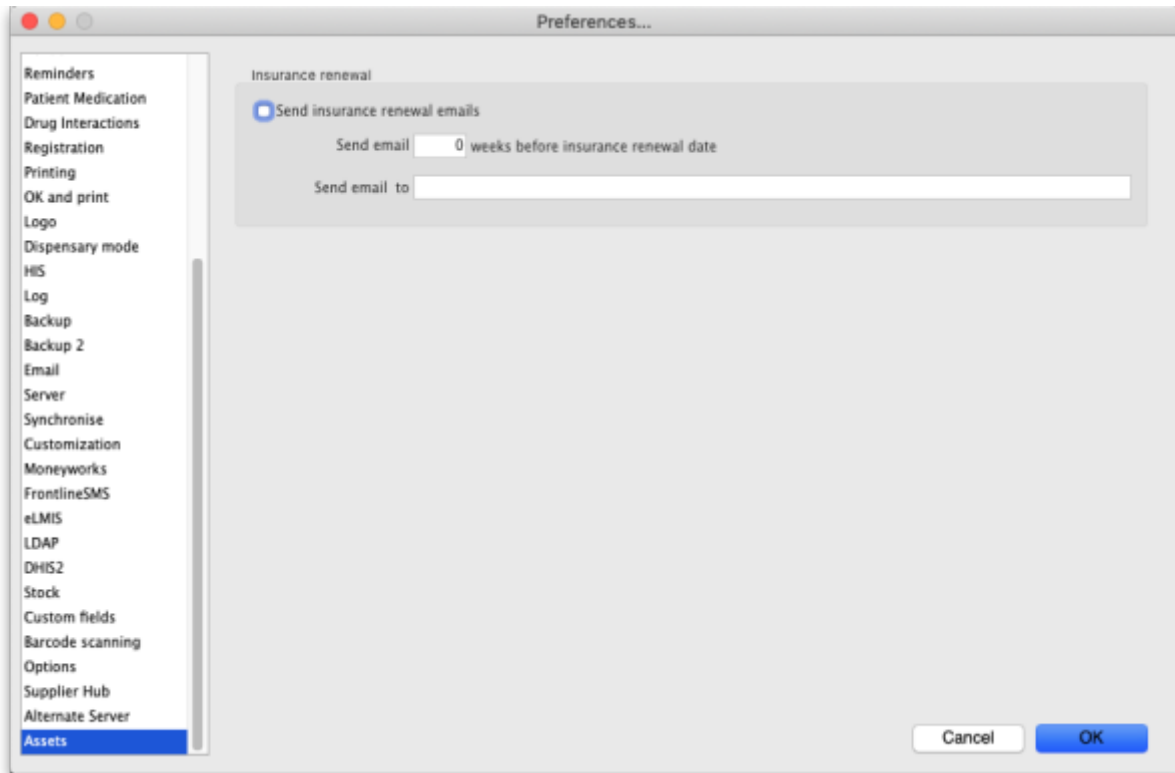 Preferences...
Reminders
Patient Medication
Drug Interactions
Registration
Printing
OK and print
Logo
Dispensary mode
HIS
Log
Backup
Backup 2
Email
Server
Synchronise
Customization
Moneyworks
FrontlineSMS
eLMIS
LDAP
DHIS2
Stock
Custom fields
Barcode scanning
Options
Supplier Hub
Alternate Server
Assets
Insurance renewal
Send insurance renewal emails
Send email 0 weeks before insurance renewal date
Send email to
Cancel OK